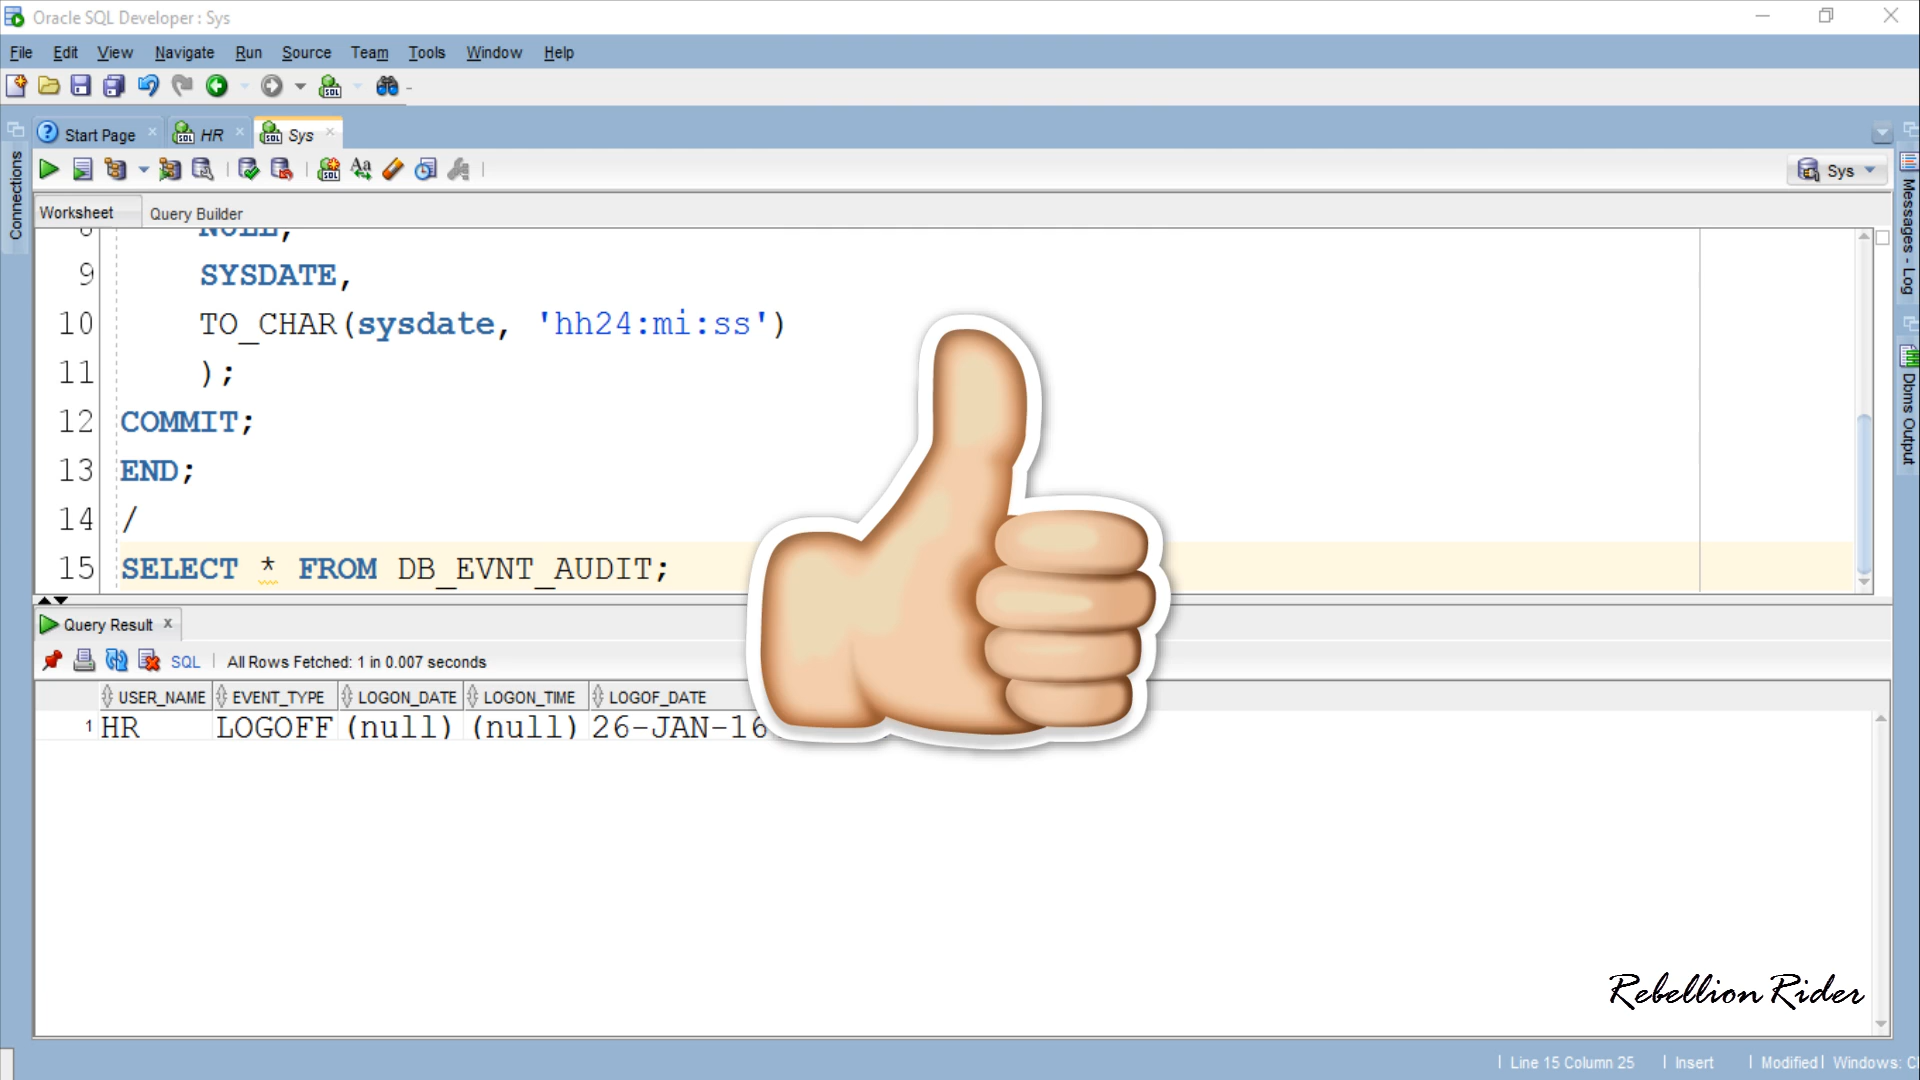 Oracle SQL Developer : Sys
File Edit View Navigate Run Source Team Tools Window Help
Start Page HR Sys
Connections
Sys
Worksheet Query Builder
8 NULL,
9 SYSDATE,
10 TO_CHAR(sysdate, 'hh24:mi:ss')
11 );
12 COMMIT;
13 END;
14 /
15 SELECT * FROM DB_EVNT_AUDIT;
Messages - Log
Dbms Output
Query Result
SQL All Rows Fetched: 1 in 0.007 seconds
USER_NAME EVENT_TYPE LOGON_DATE LOGON_TIME LOGOF_DATE
1 HR LOGOFF (null) (null) 26-JAN-16
Rebellion Rider
Line 15 Column 25 Insert Modified Windows: